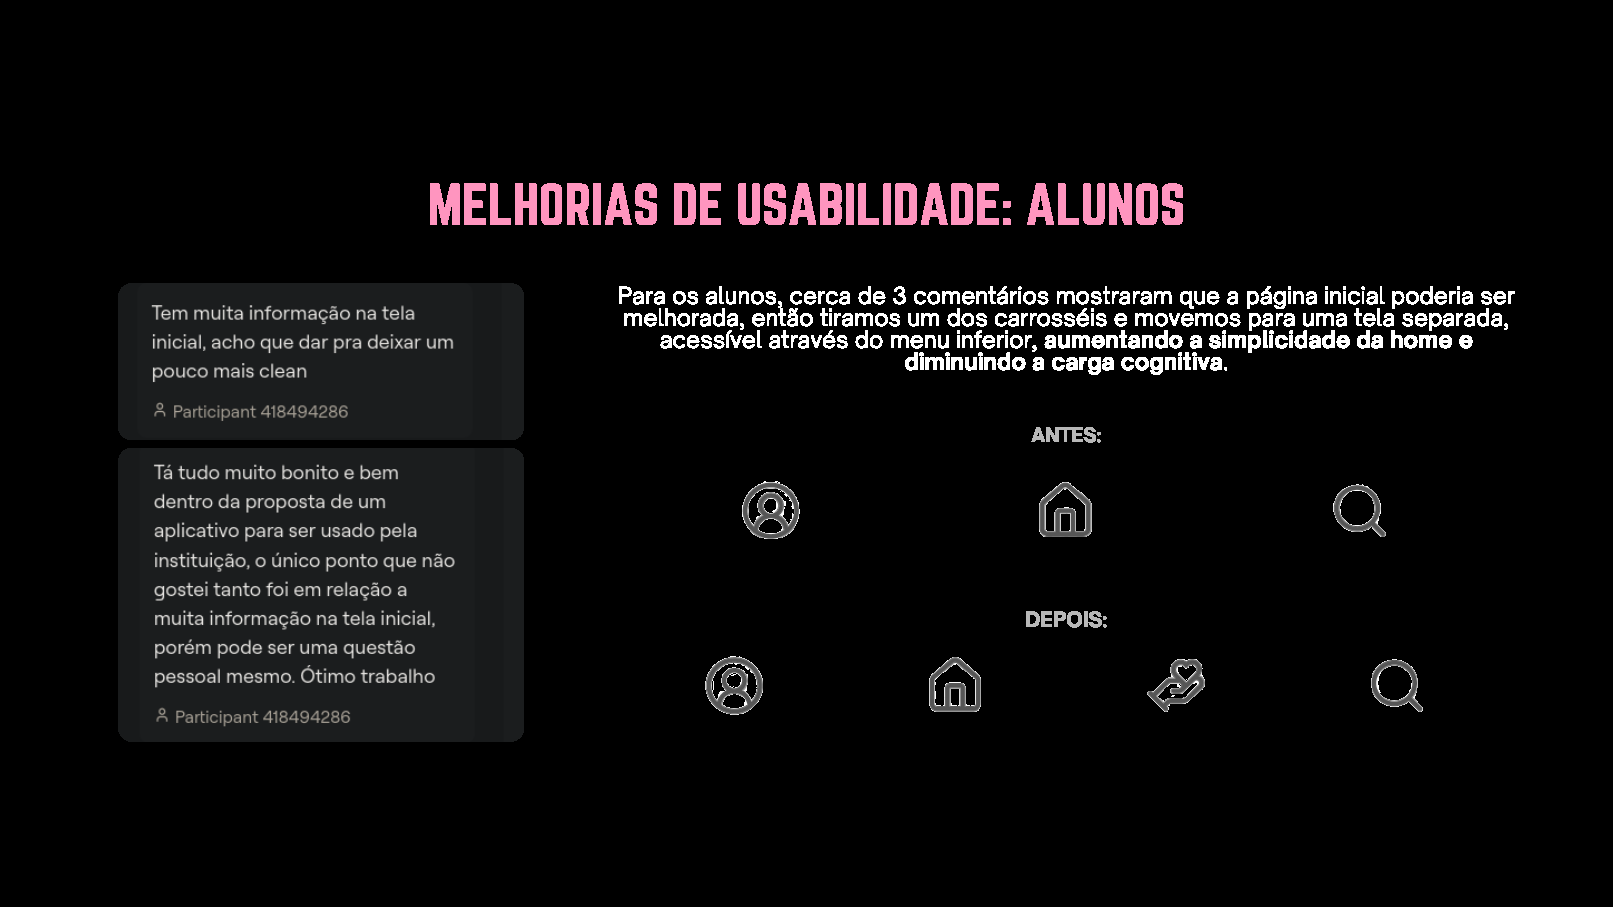 MELHORIAS DE USABILIDADE: ALUNOS
Tem muita informação na tela
inicial, acho que dar pra deixar um
pouco mais clean
Participant 418494286
Tá tudo muito bonito e bem
dentro da proposta de um
aplicativo para ser usado pela
instituição, o único ponto que não
gostei tanto foi em relação a
muita informação na tela inicial,
porém pode ser uma questão
pessoal mesmo. Ótimo trabalho
Participant 418494286
Para os alunos, cerca de 3 comentários mostraram que a página inicial poderia ser
melhorada, então tiramos um dos carrosséis e movemos para uma tela separada,
acessível através do menu inferior, aumentando a simplicidade da home e
diminuindo a carga cognitiva.
ANTES:
DEPOIS: